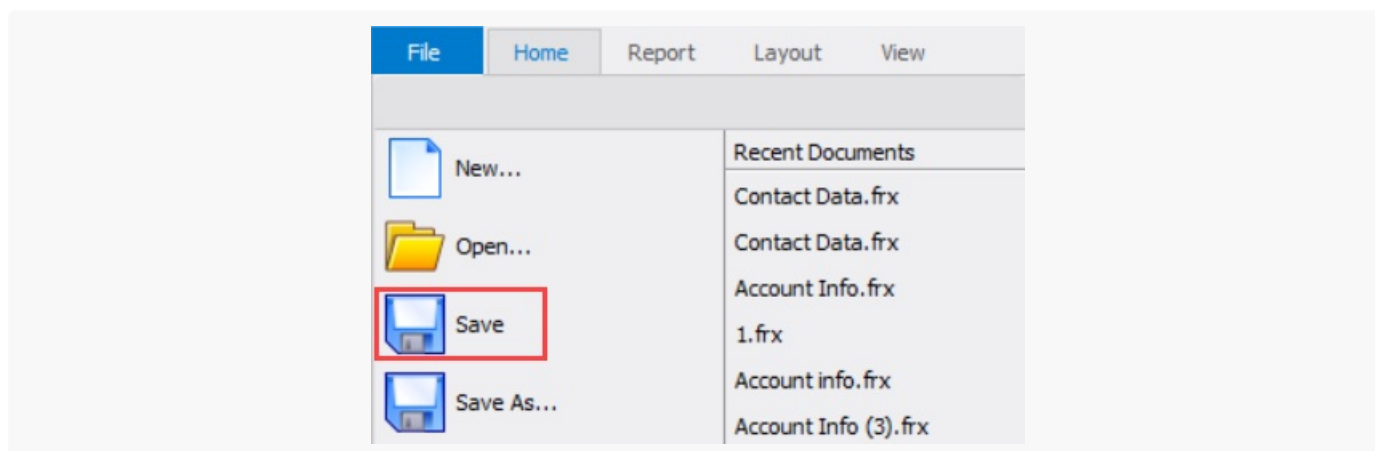 File Home Report Layout View
New...
Open...
Save
Save As...
Recent Documents
Contact Data.frx
Contact Data.frx
Account Info.frx
1.frx
Account info.frx
Account Info (3).frx